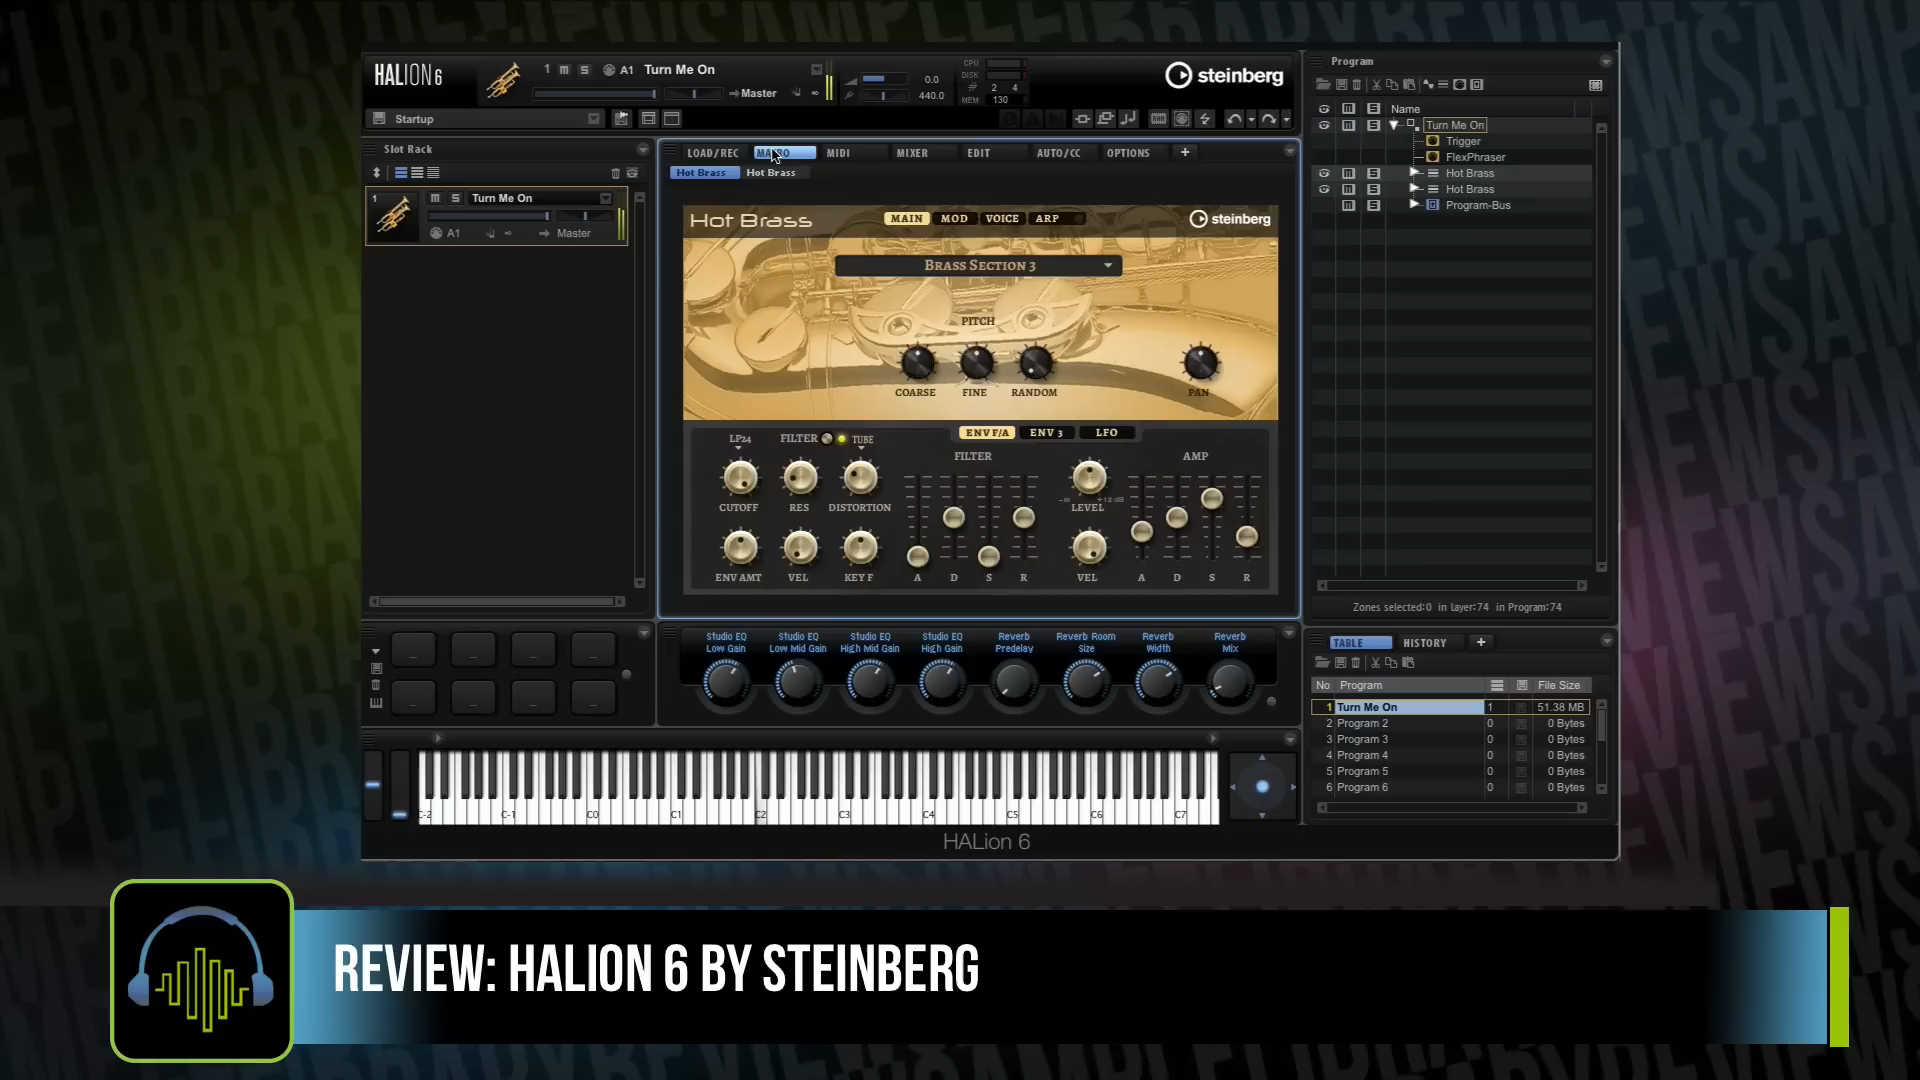 HALION 6
1 M S A1 Turn Me On
Master
0.0
440.0
CPU
DISK
# 2 4
MEM 130
steinberg
Startup
Slot Rack
1 M S Turn Me On
A1 Master
LOAD/REC MACRO MIDI MIXER EDIT AUTO/CC OPTIONS +
Hot Brass Hot Brass
Hot Brass
MAIN MOD VOICE ARP
steinberg
BRASS SECTION 3
PITCH
COARSE FINE RANDOM PAN
LP24 FILTER TUBE
ENV F/A ENV 3 LFO
FILTER AMP
CUTOFF RES DISTORTION
-∞ +12 dB
LEVEL
ENV AMT VEL KEY F
A D S R VEL A D S R
Studio EQ Low Gain
Studio EQ Low Mid Gain
Studio EQ High Mid Gain
Studio EQ High Gain
Reverb Predelay
Reverb Room Size
Reverb Width
Reverb Mix
... ... ... ...
... ... ... ...
C-2 C-1 C0 C1 C2 C3 C4 C5 C6 C7
HALion 6
Program
Name
Turn Me On
Trigger
FlexPhraser
Hot Brass
Hot Brass
Program-Bus
Zones selected:0 in Layer:74 in Program:74
TABLE HISTORY +
No Program File Size
1 Turn Me On 1 51.38 MB
2 Program 2 0 0 Bytes
3 Program 3 0 0 Bytes
4 Program 4 0 0 Bytes
5 Program 5 0 0 Bytes
6 Program 6 0 0 Bytes
REVIEW: HALION 6 BY STEINBERG